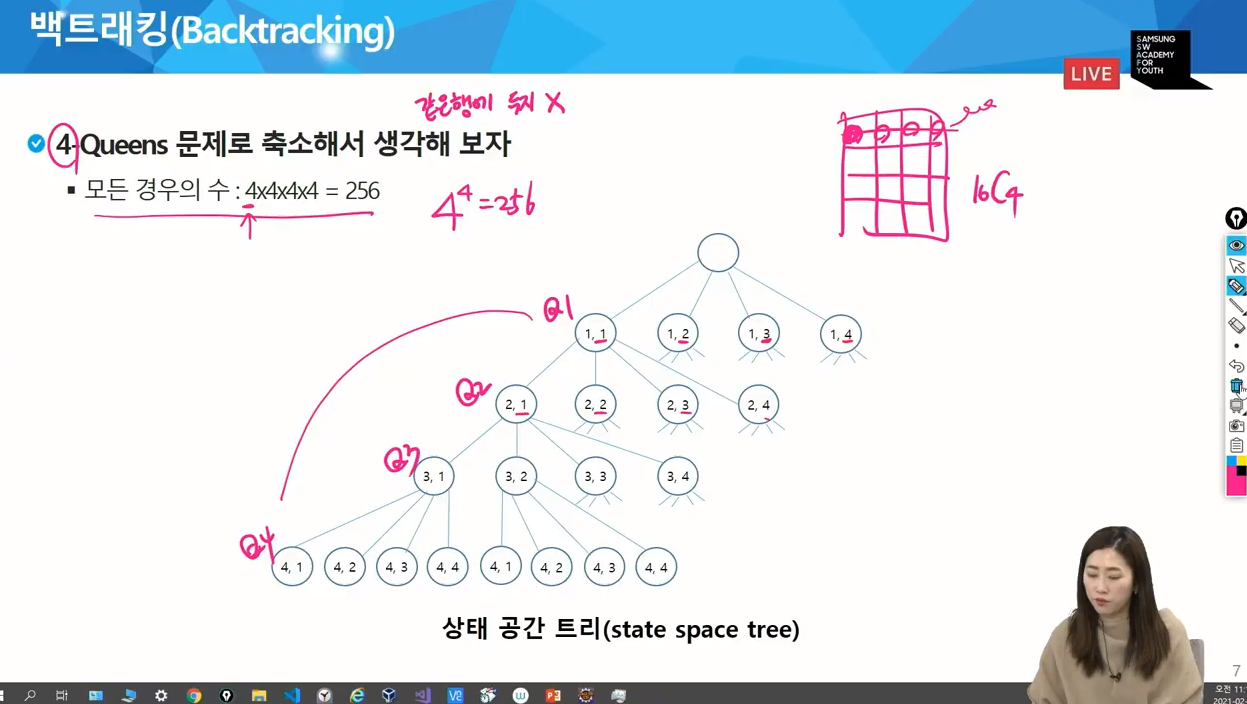 백트래킹(Backtracking)
LIVE
SAMSUNG
SW
ACADEMY
FOR
YOUTH
같은행에 두지 X
4-Queens 문제로 축소해서 생각해 보자
▪ 모든 경우의 수 : 4x4x4x4 = 256
4⁴ = 256
16C4
Q1
1, 1
1, 2
1, 3
1, 4
Q2
2, 1
2, 2
2, 3
2, 4
Q3
3, 1
3, 2
3, 3
3, 4
Q4
4, 1
4, 2
4, 3
4, 4
4, 1
4, 2
4, 3
4, 4
상태 공간 트리(state space tree)
7